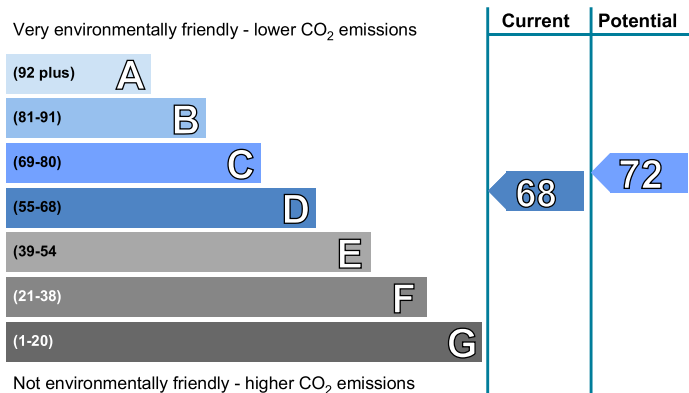 Very environmentally friendly - lower CO2 emissions
Current
Potential
(92 plus) A
(81-91) B
(69-80) C
(55-68) D
(39-54 E
(21-38) F
(1-20) G
68
72
Not environmentally friendly - higher CO2 emissions